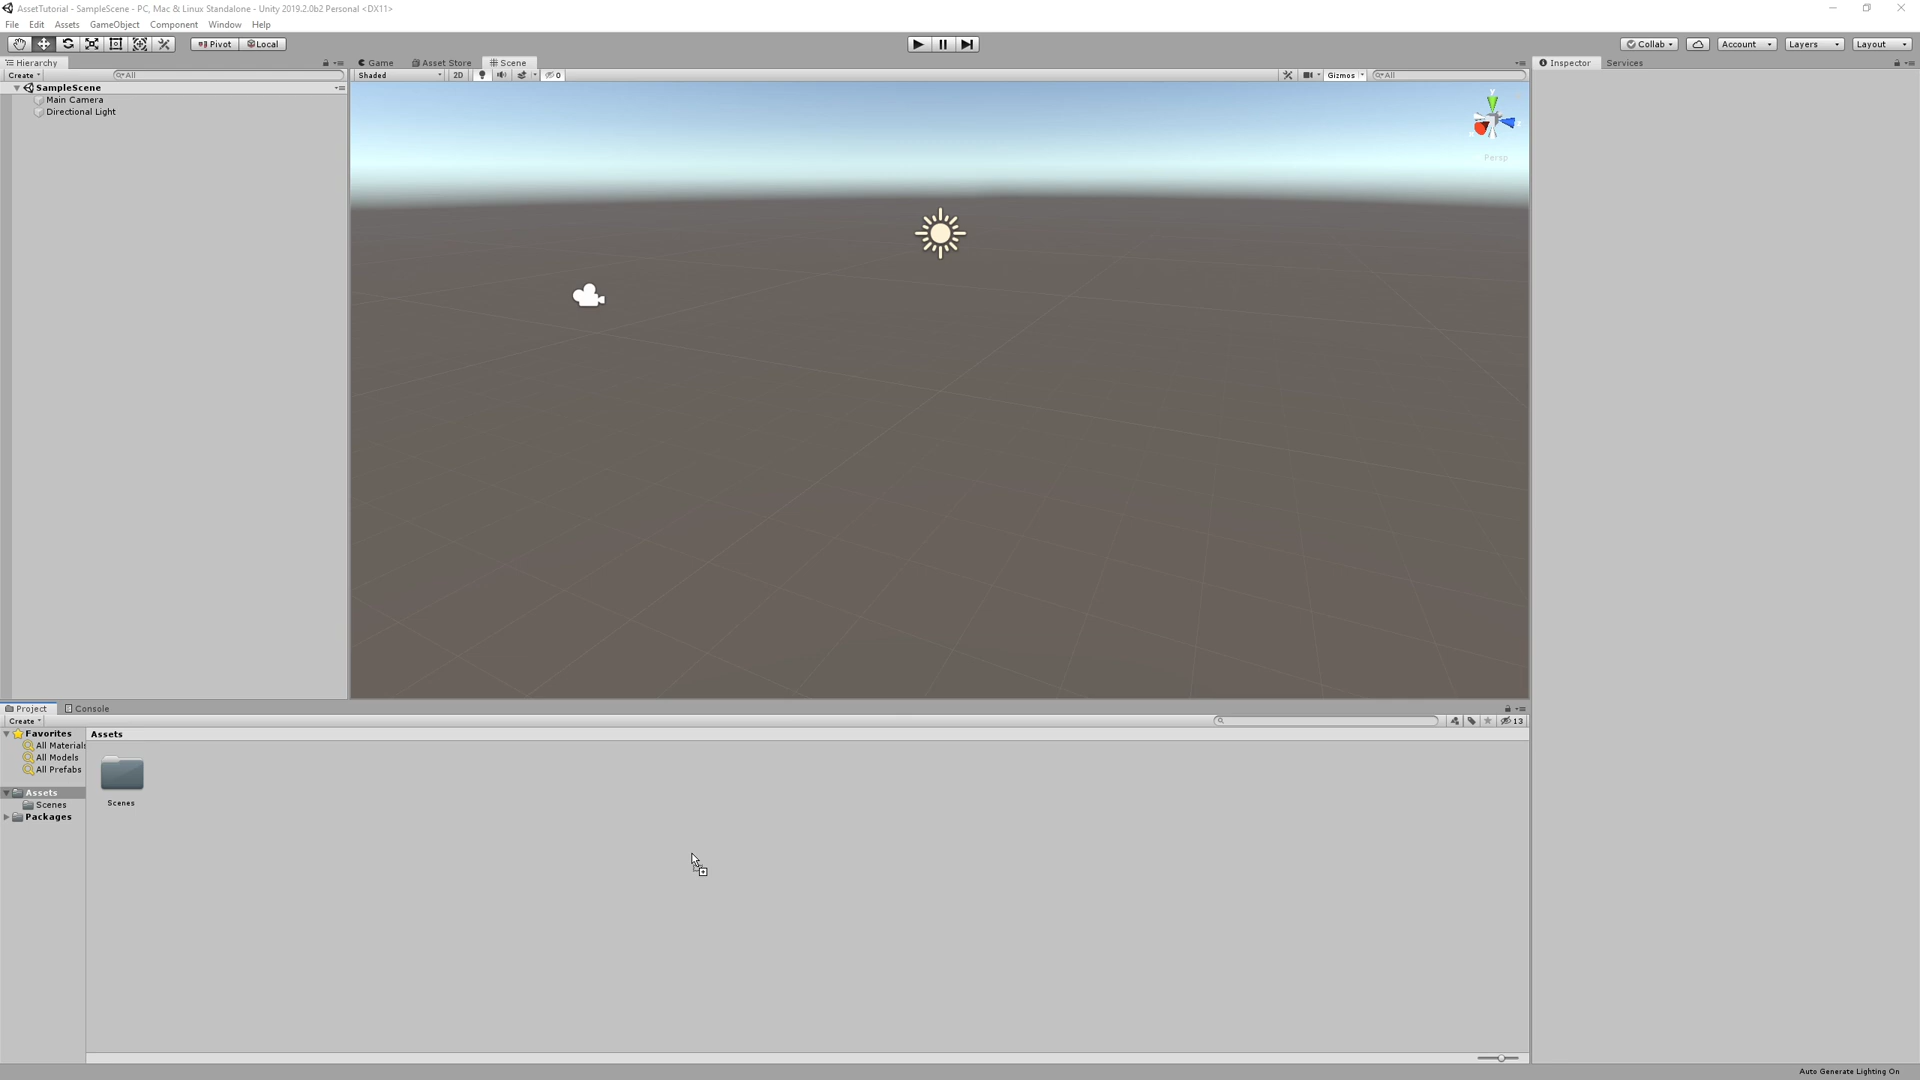 AssetTutorial - SampleScene - PC, Mac & Linux Standalone - Unity 2019.2.0b2 Personal <DX11>
File Edit Assets GameObject Component Window Help
Pivot Local Collab Account Layers Layout
Hierarchy Game Asset Store Scene Inspector Services
Create All Shaded 2D 0 Gizmos All
SampleScene
Main Camera
Directional Light
y
Persp
Project Console
Create 13
Favorites Assets
All Materials
All Models
All Prefabs
Assets
Scenes Scenes
Packages
Auto Generate Lighting On